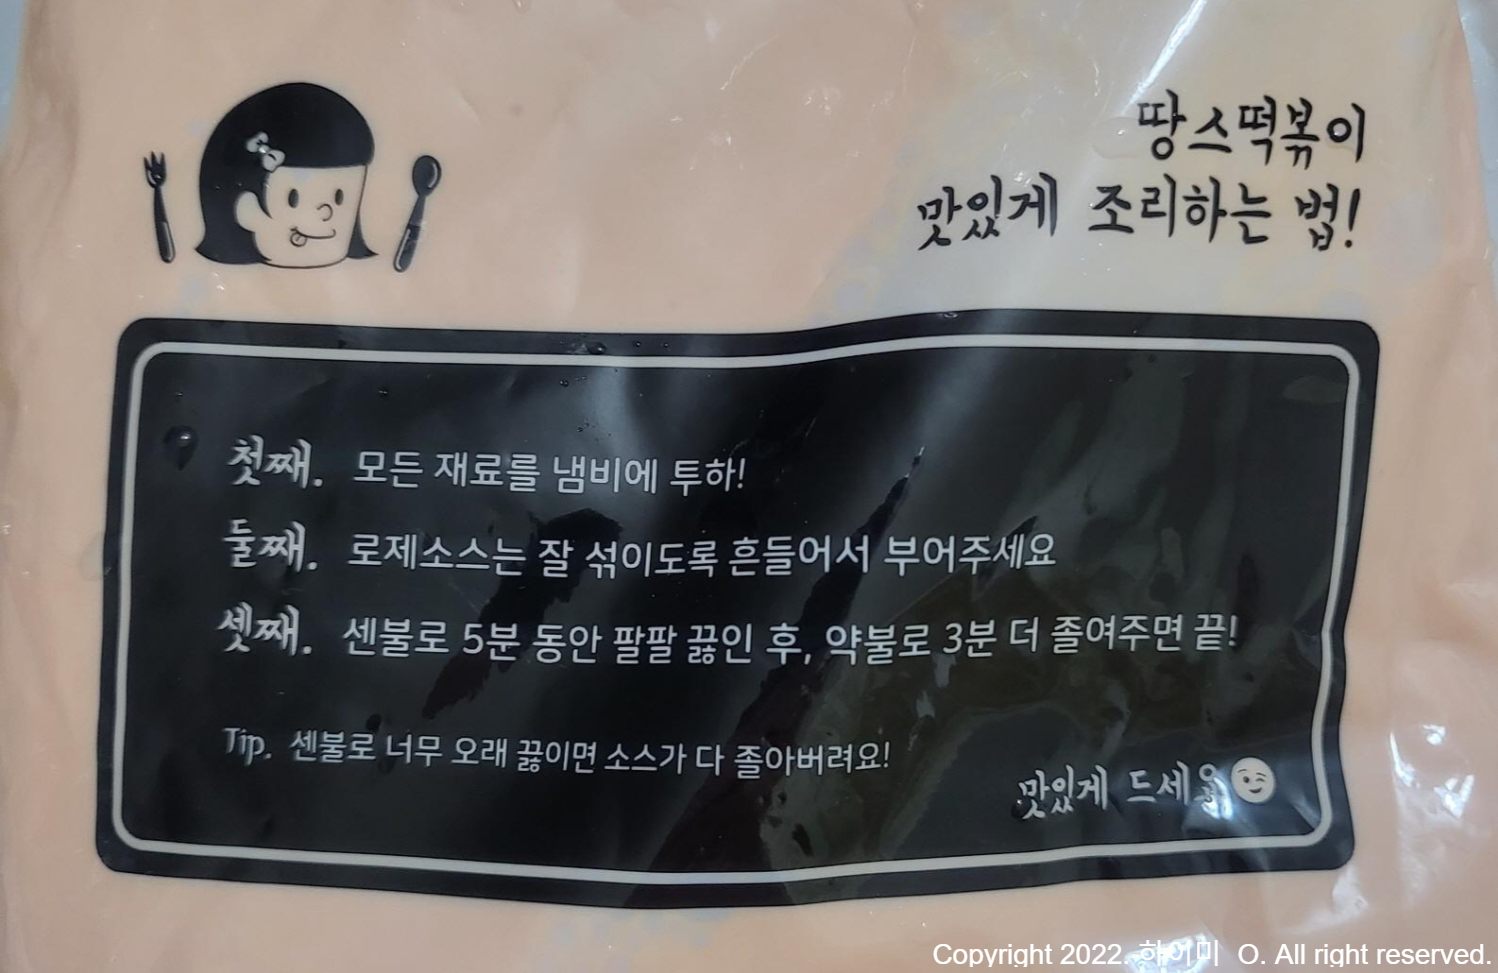 땅스떡볶이
맛있게 조리하는 법!
첫째. 모든 재료를 냄비에 투하!
둘째. 로제소스는 잘 섞이도록 흔들어서 부어주세요
셋째. 센불로 5분 동안 팔팔 끓인 후, 약불로 3분 더 졸여주면 끝!
Tip. 센불로 너무 오래 끓이면 소스가 다 졸아버려요!
맛있게 드세용
Copyright 2022. 하이미 O. All right reserved.